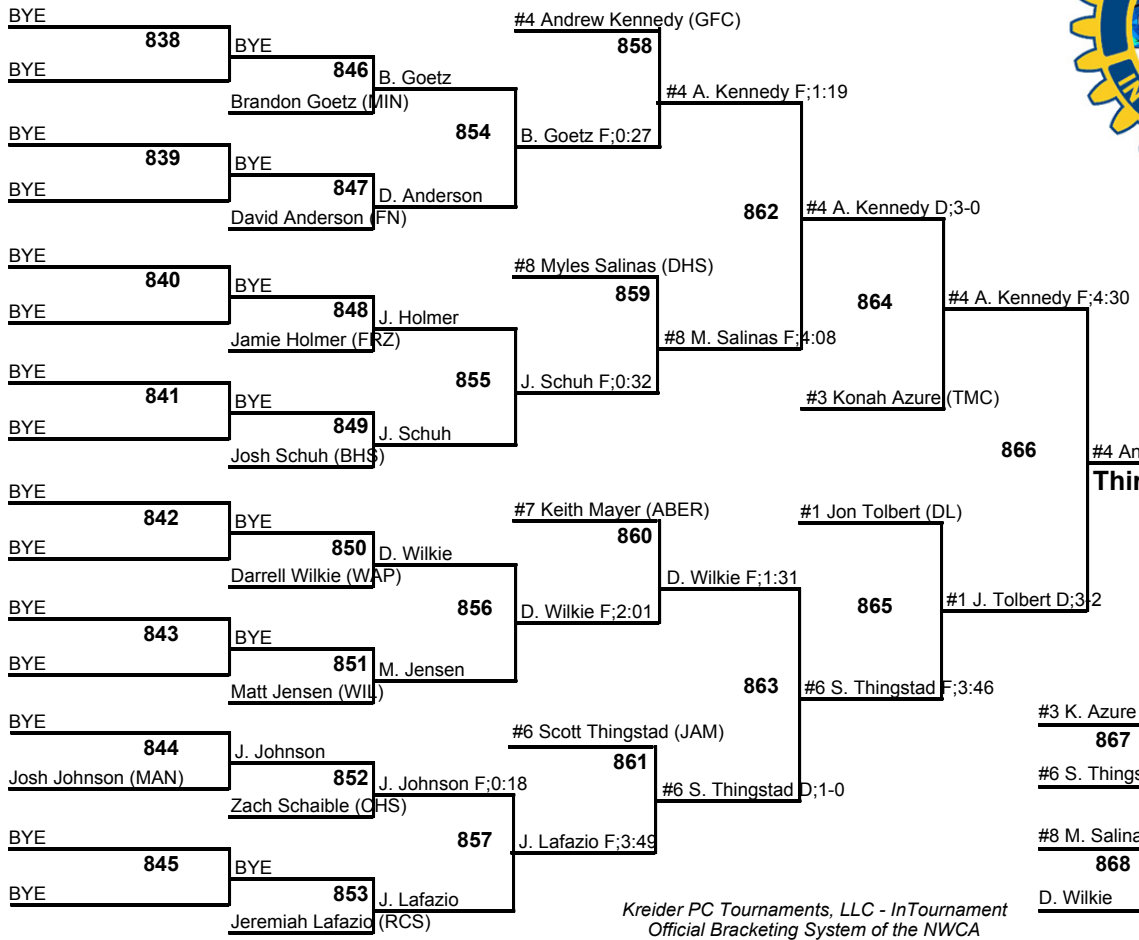 BYE
838
BYE
BYE
846
Brandon Goetz (MIN)
B. Goetz
BYE
839
BYE
BYE
847
David Anderson (FN)
D. Anderson
854
B. Goetz F;0:27
#4 Andrew Kennedy (GFC)
858
#4 A. Kennedy F;1:19
BYE
840
BYE
BYE
848
Jamie Holmer (FRZ)
J. Holmer
BYE
841
BYE
BYE
849
Josh Schuh (BHS)
J. Schuh
855
J. Schuh F;0:32
#8 Myles Salinas (DHS)
859
#8 M. Salinas F;4:08
862
#4 A. Kennedy D;3-0
864
#3 Konah Azure (TMC)
#4 A. Kennedy F;4:30
BYE
842
BYE
BYE
850
Darrell Wilkie (WAP)
D. Wilkie
BYE
843
BYE
BYE
851
Matt Jensen (WIL)
M. Jensen
856
D. Wilkie F;2:01
#7 Keith Mayer (ABER)
860
D. Wilkie F;1:31
BYE
844
Josh Johnson (MAN)
J. Johnson
852
Zach Schaible (CHS)
J. Johnson F;0:18
BYE
845
BYE
BYE
853
Jeremiah Lafazio (RCS)
J. Lafazio
857
J. Lafazio F;3:49
#6 Scott Thingstad (JAM)
861
#6 S. Thingstad D;1-0
863
#6 S. Thingstad F;3:46
#1 Jon Tolbert (DL)
865
#1 J. Tolbert D;3-2
866
#4 An
Thir
#3 K. Azure
867
#6 S. Things
#8 M. Salina
868
D. Wilkie
Kreider PC Tournaments, LLC - InTournament
Official Bracketing System of the NWCA